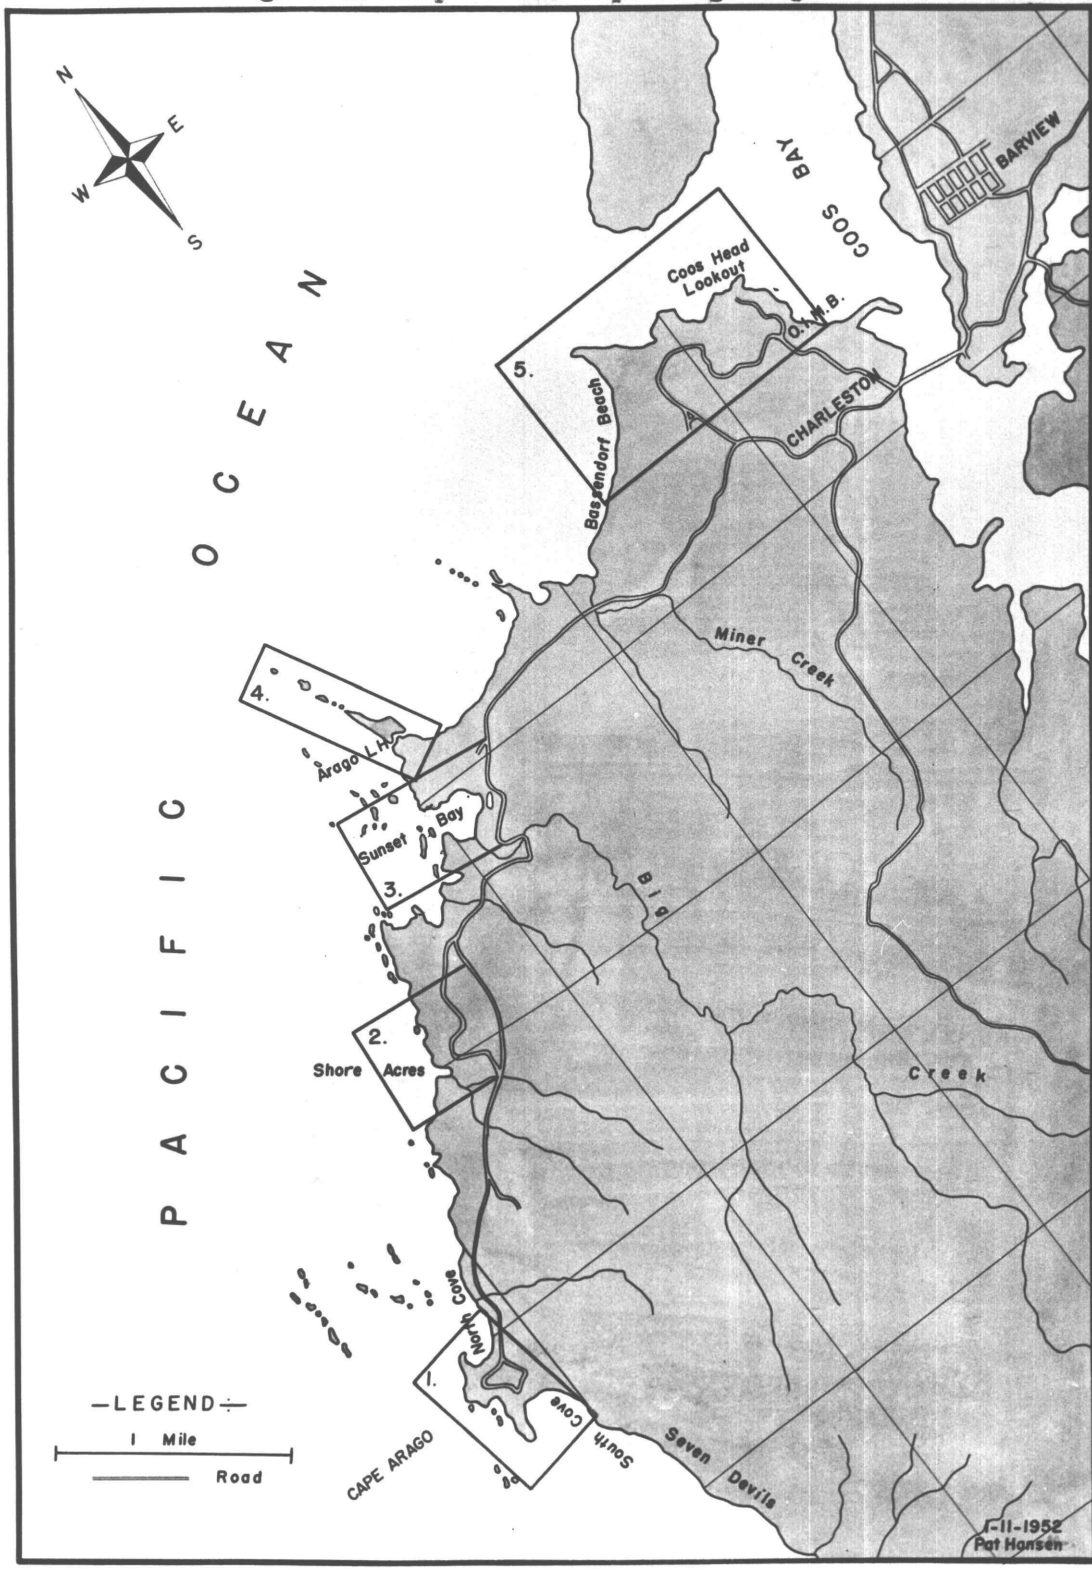 N
E
W
S
COOS BAY
BARVIEW
Coos Head
Lookout
O.I.M.B.
5.
CHARLESTON
Bassendorf Beach
PACIFIC OCEAN
Miner Creek
4.
Arago L.H.
Sunset Bay
3.
Big Creek
2.
Shore Acres
North Cove
1.
CAPE ARAGO
South Cove
Seven Devils
LEGEND
1 Mile
Road
1-11-1952
Pat Hansen